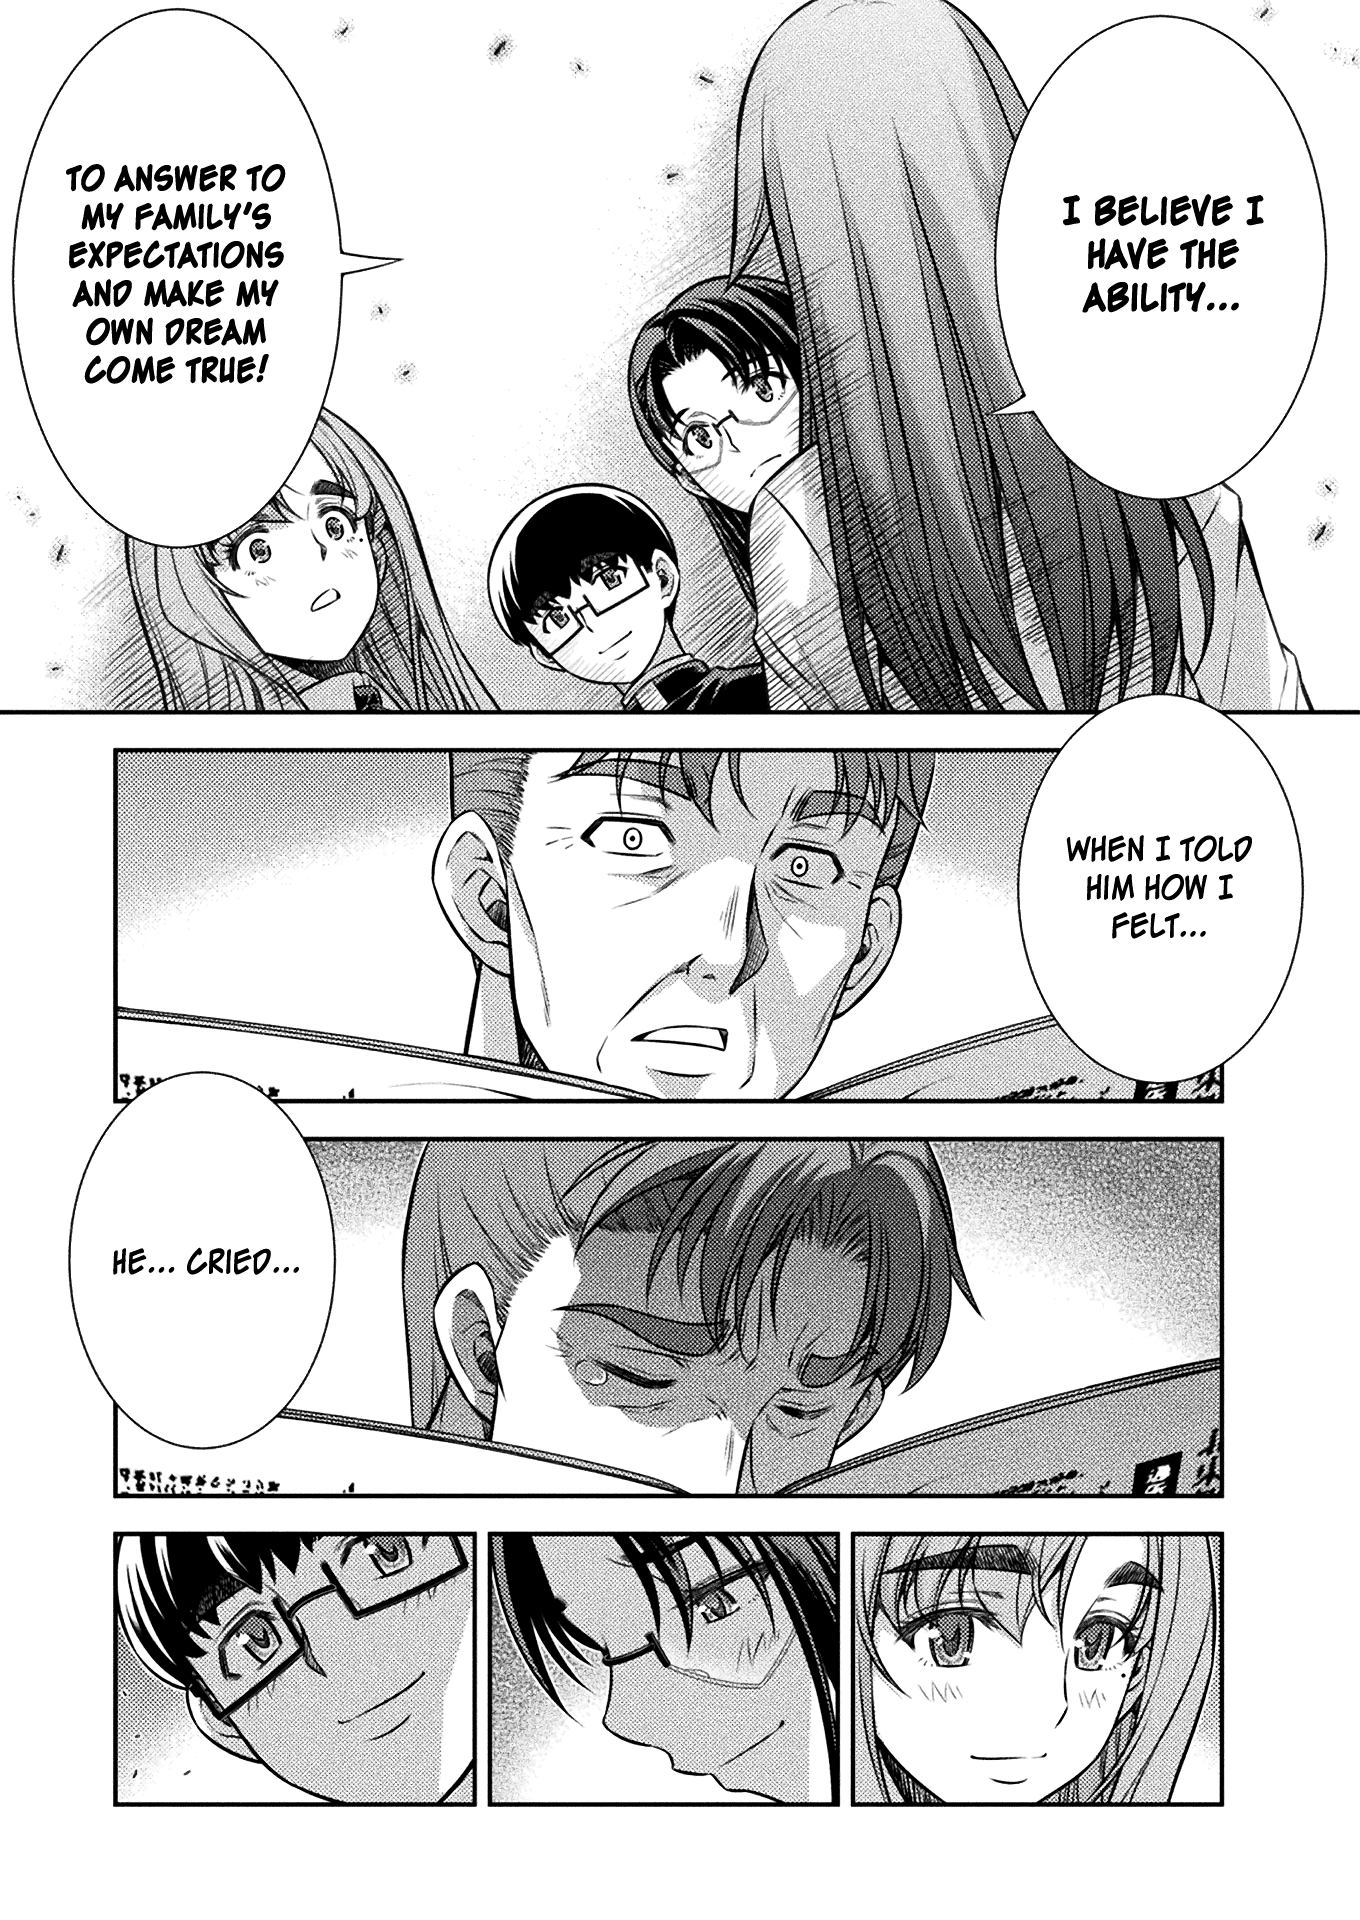 I BELIEVE I
HAVE THE
ABILITY...
TO ANSWER TO
MY FAMILY'S
EXPECTATIONS
AND MAKE MY
OWN DREAM
COME TRUE!
WHEN I TOLD
HIM HOW I
FELT...
HE... CRIED...